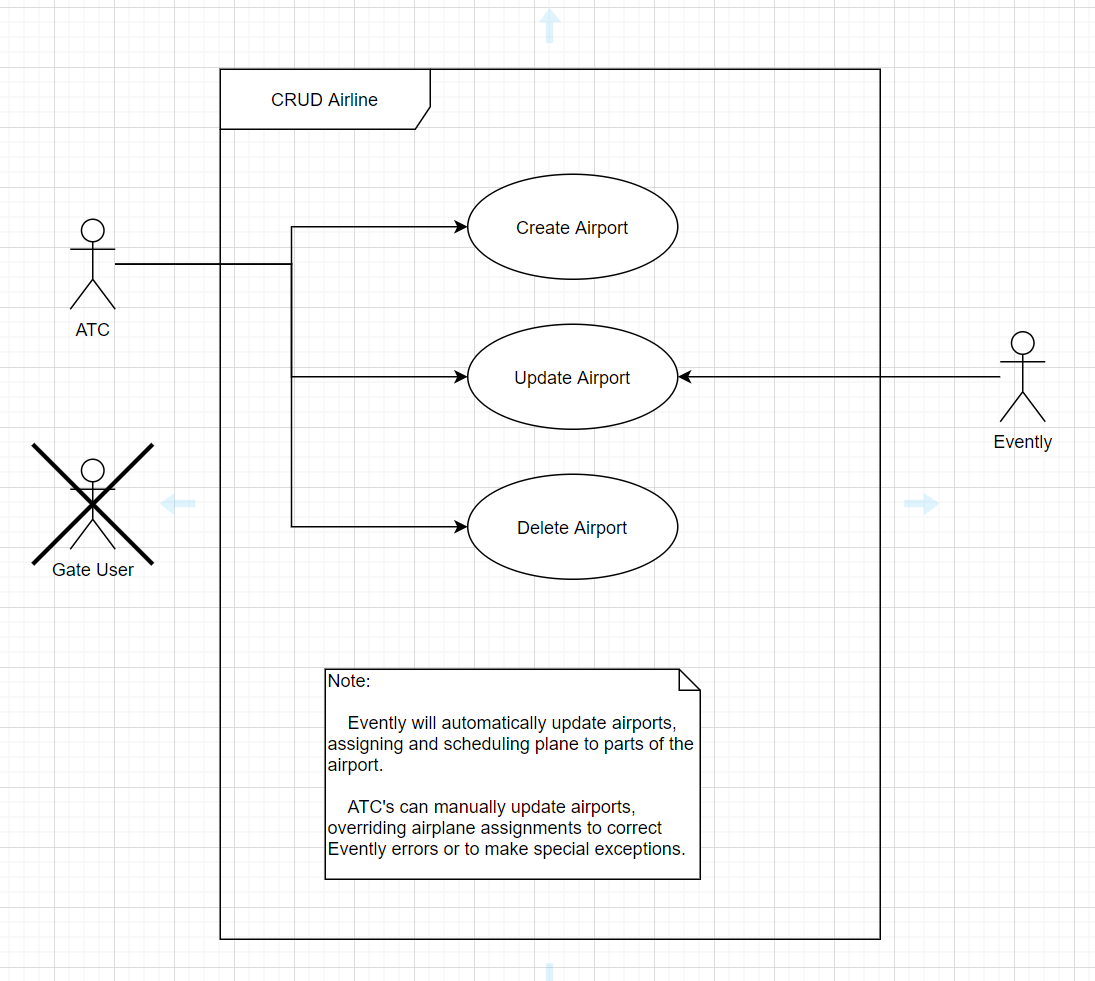 CRUD Airline
Create Airport
ATC
Update Airport
Evently
Delete Airport
Gate User
Note:
Evently will automatically update airports,
assigning and scheduling plane to parts of the
airport.
ATC's can manually update airports,
overriding airplane assignments to correct
Evently errors or to make special exceptions.